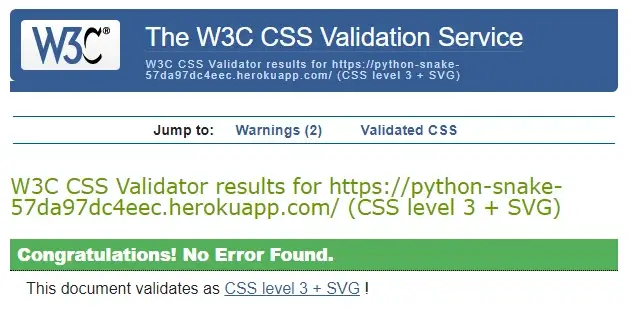 W3C®
The W3C CSS Validation Service
W3C CSS Validator results for https://python-snake-
57da97dc4eec.herokuapp.com/ (CSS level 3 + SVG)
Jump to: Warnings (2) Validated CSS
W3C CSS Validator results for https://python-snake-
57da97dc4eec.herokuapp.com/ (CSS level 3 + SVG)
Congratulations! No Error Found.
This document validates as CSS level 3 + SVG !